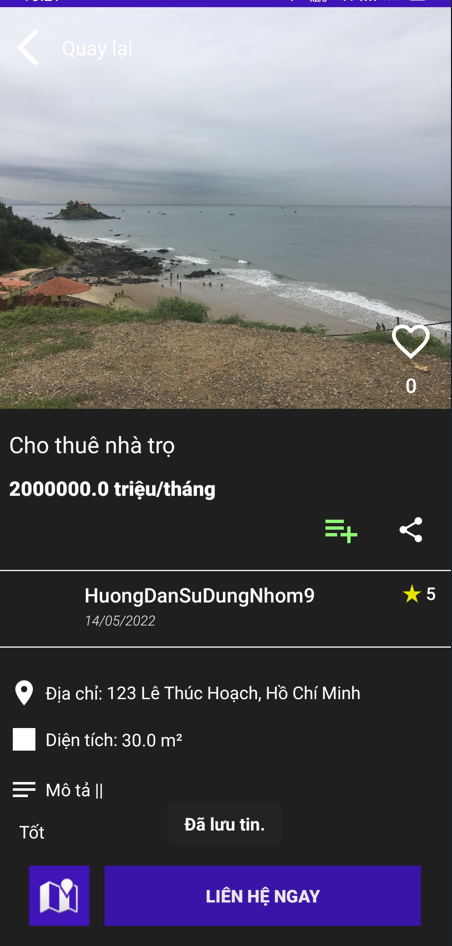 Quay lại
0
Cho thuê nhà trọ
2000000.0 triệu/tháng
HuongDanSuDungNhom9
5
14/05/2022
Địa chỉ: 123 Lê Thúc Hoạch, Hồ Chí Minh
Diện tích: 30.0 m²
Mô tả ||
Đã lưu tin.
Tốt
LIÊN HỆ NGAY